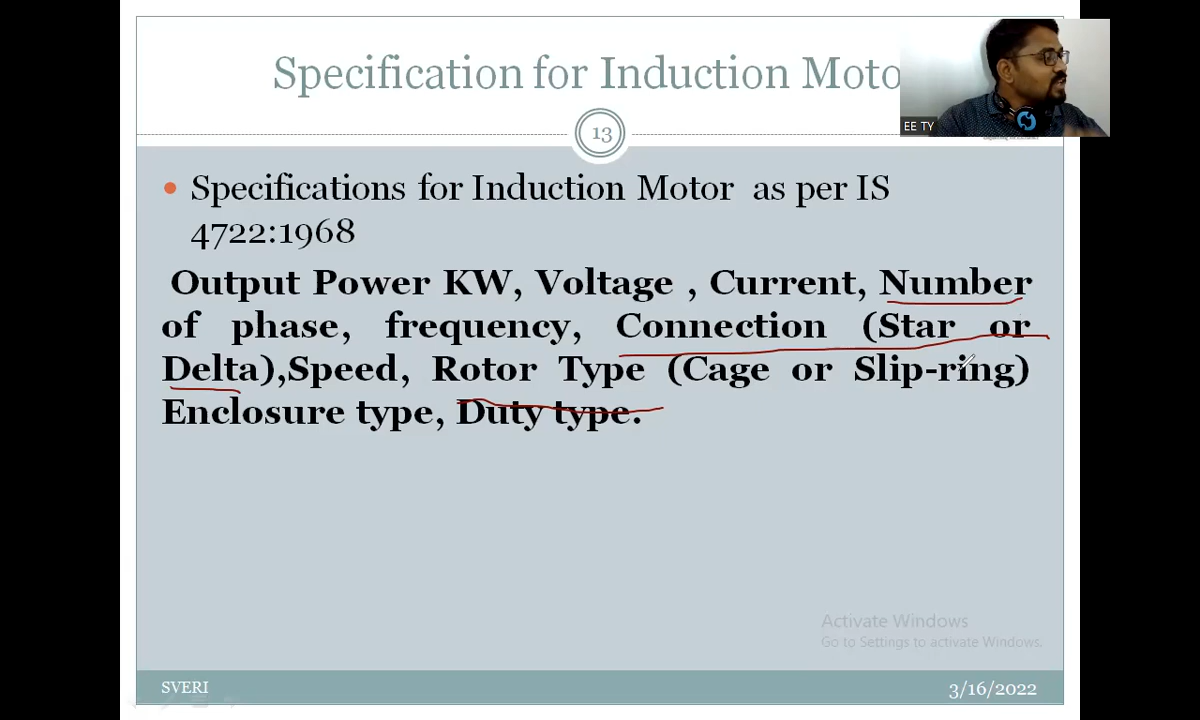 Specification for Induction Moto
EE TY
13
Specifications for Induction Motor as per IS
4722:1968
Output Power KW, Voltage , Current, Number
of phase, frequency, Connection (Star or
Delta),Speed, Rotor Type (Cage or Slip-ring)
Enclosure type, Duty type.
Activate Windows
Go to Settings to activate Windows.
SVERI
3/16/2022